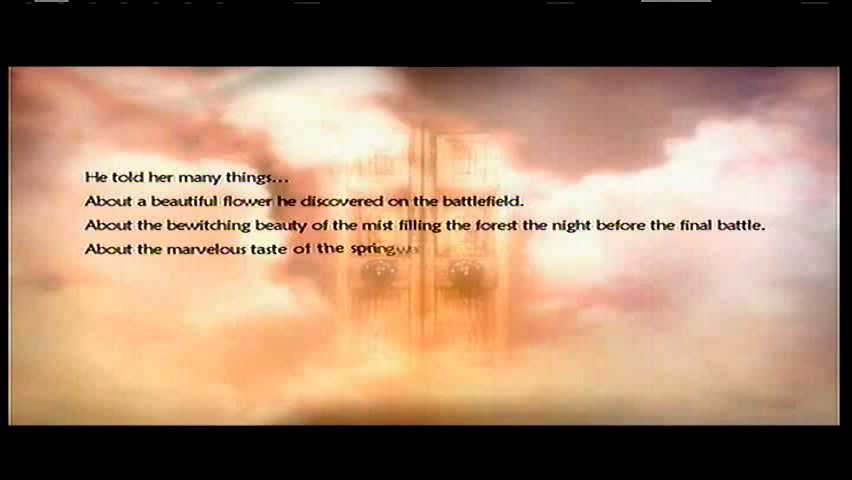 He told her many things...
About a beautiful flower he discovered on the battlefield.
About the bewitching beauty of the mist filling the forest the night before the final battle.
About the marvelous taste of the spring